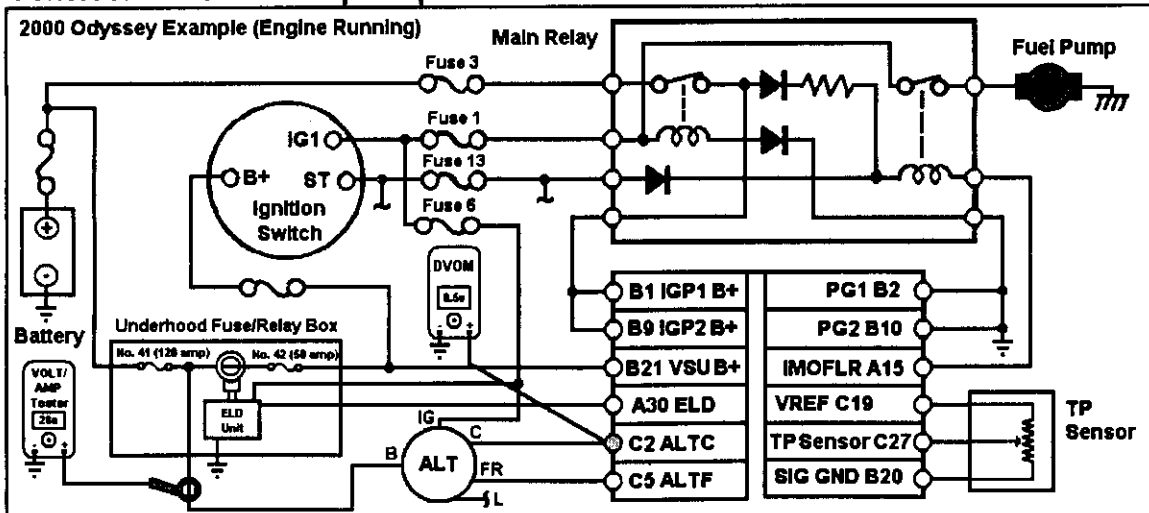 2000 Odyssey Example (Engine Running)
Main Relay
Fuel Pump
Fuse 3
Fuse 1
IG1
Fuse 13
B+
ST
Ignition
Switch
Fuse 6
DVOM
Battery
Underhood Fuse/Relay Box
No. 41 (120 amp)
No. 42 (50 amp)
VOLT/
AMP
Tester
ELD
Unit
IG
B
C
ALT
FR
L
B1 IGP1 B+
B9 IGP2 B+
B21 VSU B+
A30 ELD
C2 ALTC
C5 ALTF
PG1 B2
PG2 B10
IMOFLR A15
VREF C19
TP Sensor C27
SIG GND B20
TP
Sensor